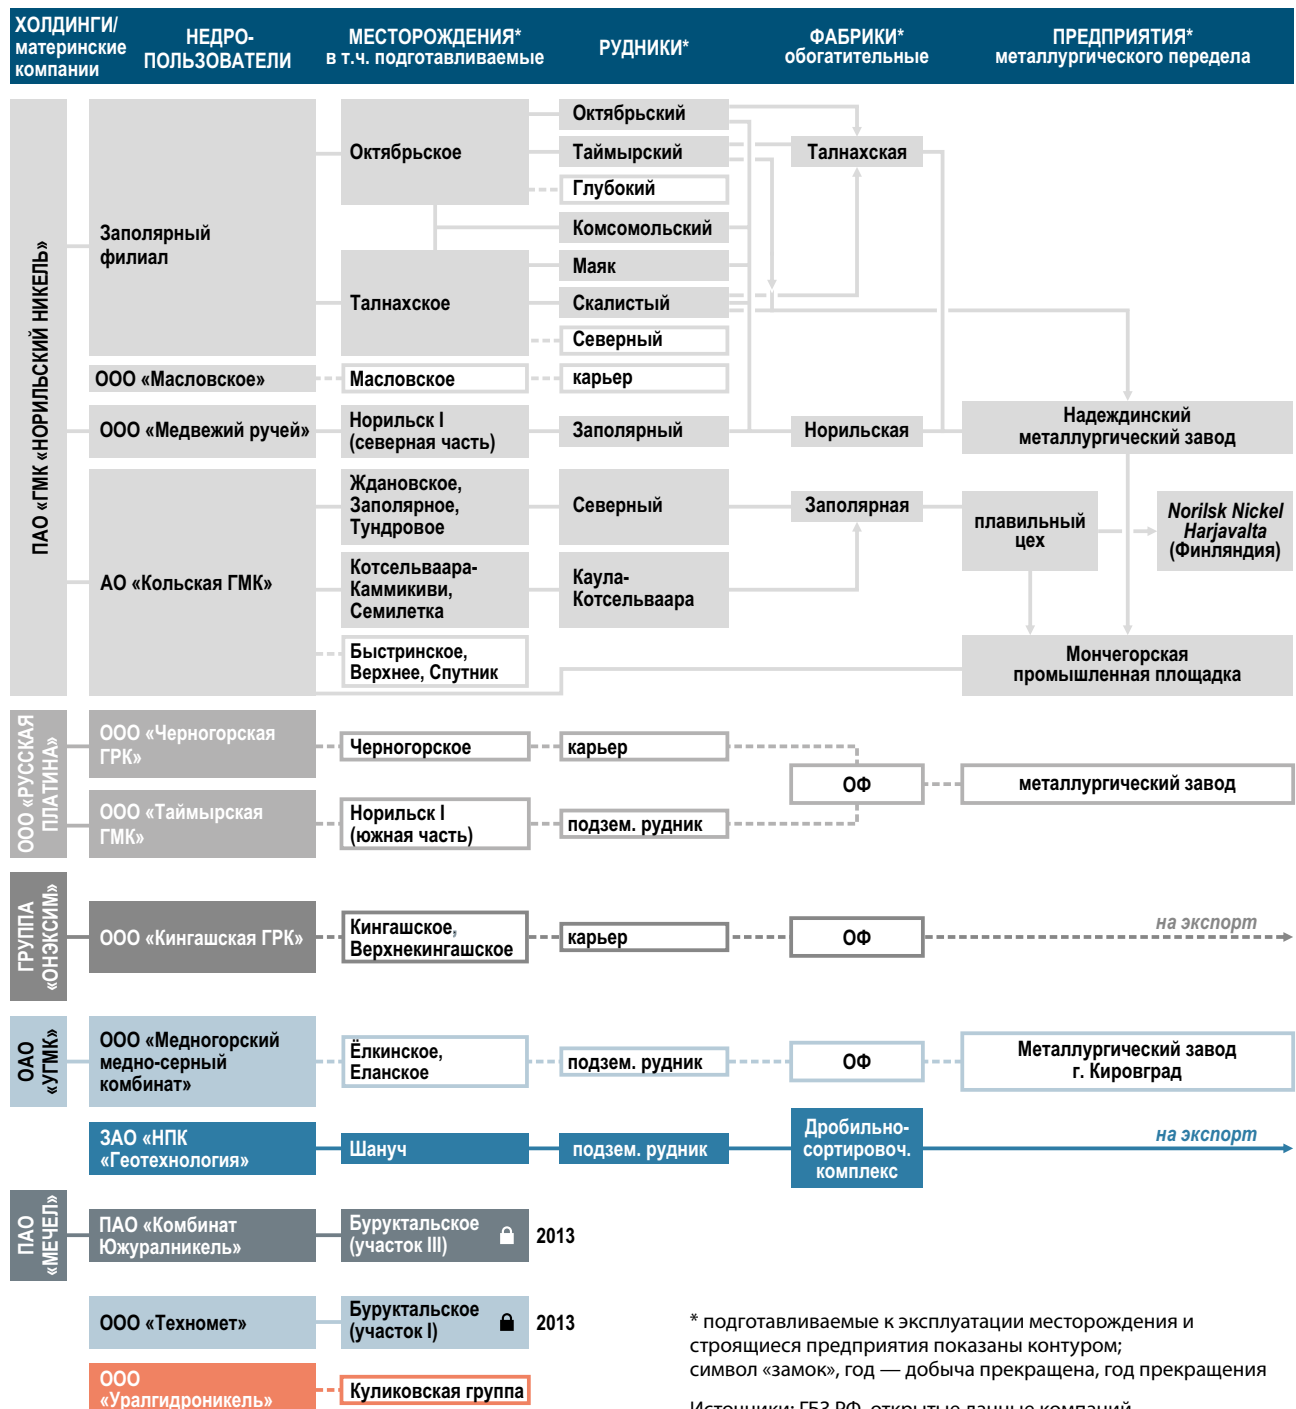 ХОЛДИНГИ/
материнские
компании
НЕДРО-
ПОЛЬЗОВАТЕЛИ
МЕСТОРОЖДЕНИЯ*
в т.ч. подготавливаемые
РУДНИКИ*
ФАБРИКИ*
обогатительные
ПРЕДПРИЯТИЯ*
металлургического передела
ПАО «ГМК «НОРИЛЬСКИЙ НИКЕЛЬ»
Заполярный
филиал
Октябрьское
Октябрьский
Таймырский
Талнахская
Глубокий
Комсомольский
Талнахское
Маяк
Скалистый
Северный
ООО «Масловское»
Масловское
карьер
ООО «Медвежий ручей»
Норильск I
(северная часть)
Заполярный
Норильская
Надеждинский
металлургический завод
АО «Кольская ГМК»
Ждановское,
Заполярное,
Тундровое
Северный
Заполярная
плавильный
цех
Norilsk Nickel
Harjavalta
(Финляндия)
Котсельваара-
Каммикиви,
Семилетка
Каула-
Котсельваара
Быстринское,
Верхнее, Спутник
Мончегорская
промышленная площадка
ООО «РУССКАЯ
ПЛАТИНА»
ООО «Черногорская
ГРК»
Черногорское
карьер
ОФ
металлургический завод
ООО «Таймырская
ГМК»
Норильск I
(южная часть)
подзем. рудник
ГРУППА
«ОНЭКСИМ»
ООО «Кингашская ГРК»
Кингашское,
Верхнекингашское
карьер
ОФ
на экспорт
ОАО
«УГМК»
ООО «Медногорский
медно-серный
комбинат»
Ёлкинское,
Еланское
подзем. рудник
ОФ
Металлургический завод
г. Кировград
ЗАО «НПК
«Геотехнология»
Шануч
подзем. рудник
Дробильно-
сортировоч.
комплекс
на экспорт
ПАО
«МЕЧЕЛ»
ПАО «Комбинат
Южуралникель»
Буруктальское
(участок III)
2013
ООО «Техномет»
Буруктальское
(участок I)
2013
ООО
«Уралгидроникель»
Куликовская группа
* подготавливаемые к эксплуатации месторождения и
строящиеся предприятия показаны контуром;
символ «замок», год — добыча прекращена, год прекращения
Источники: ГБЗ РФ, открытые данные компаний